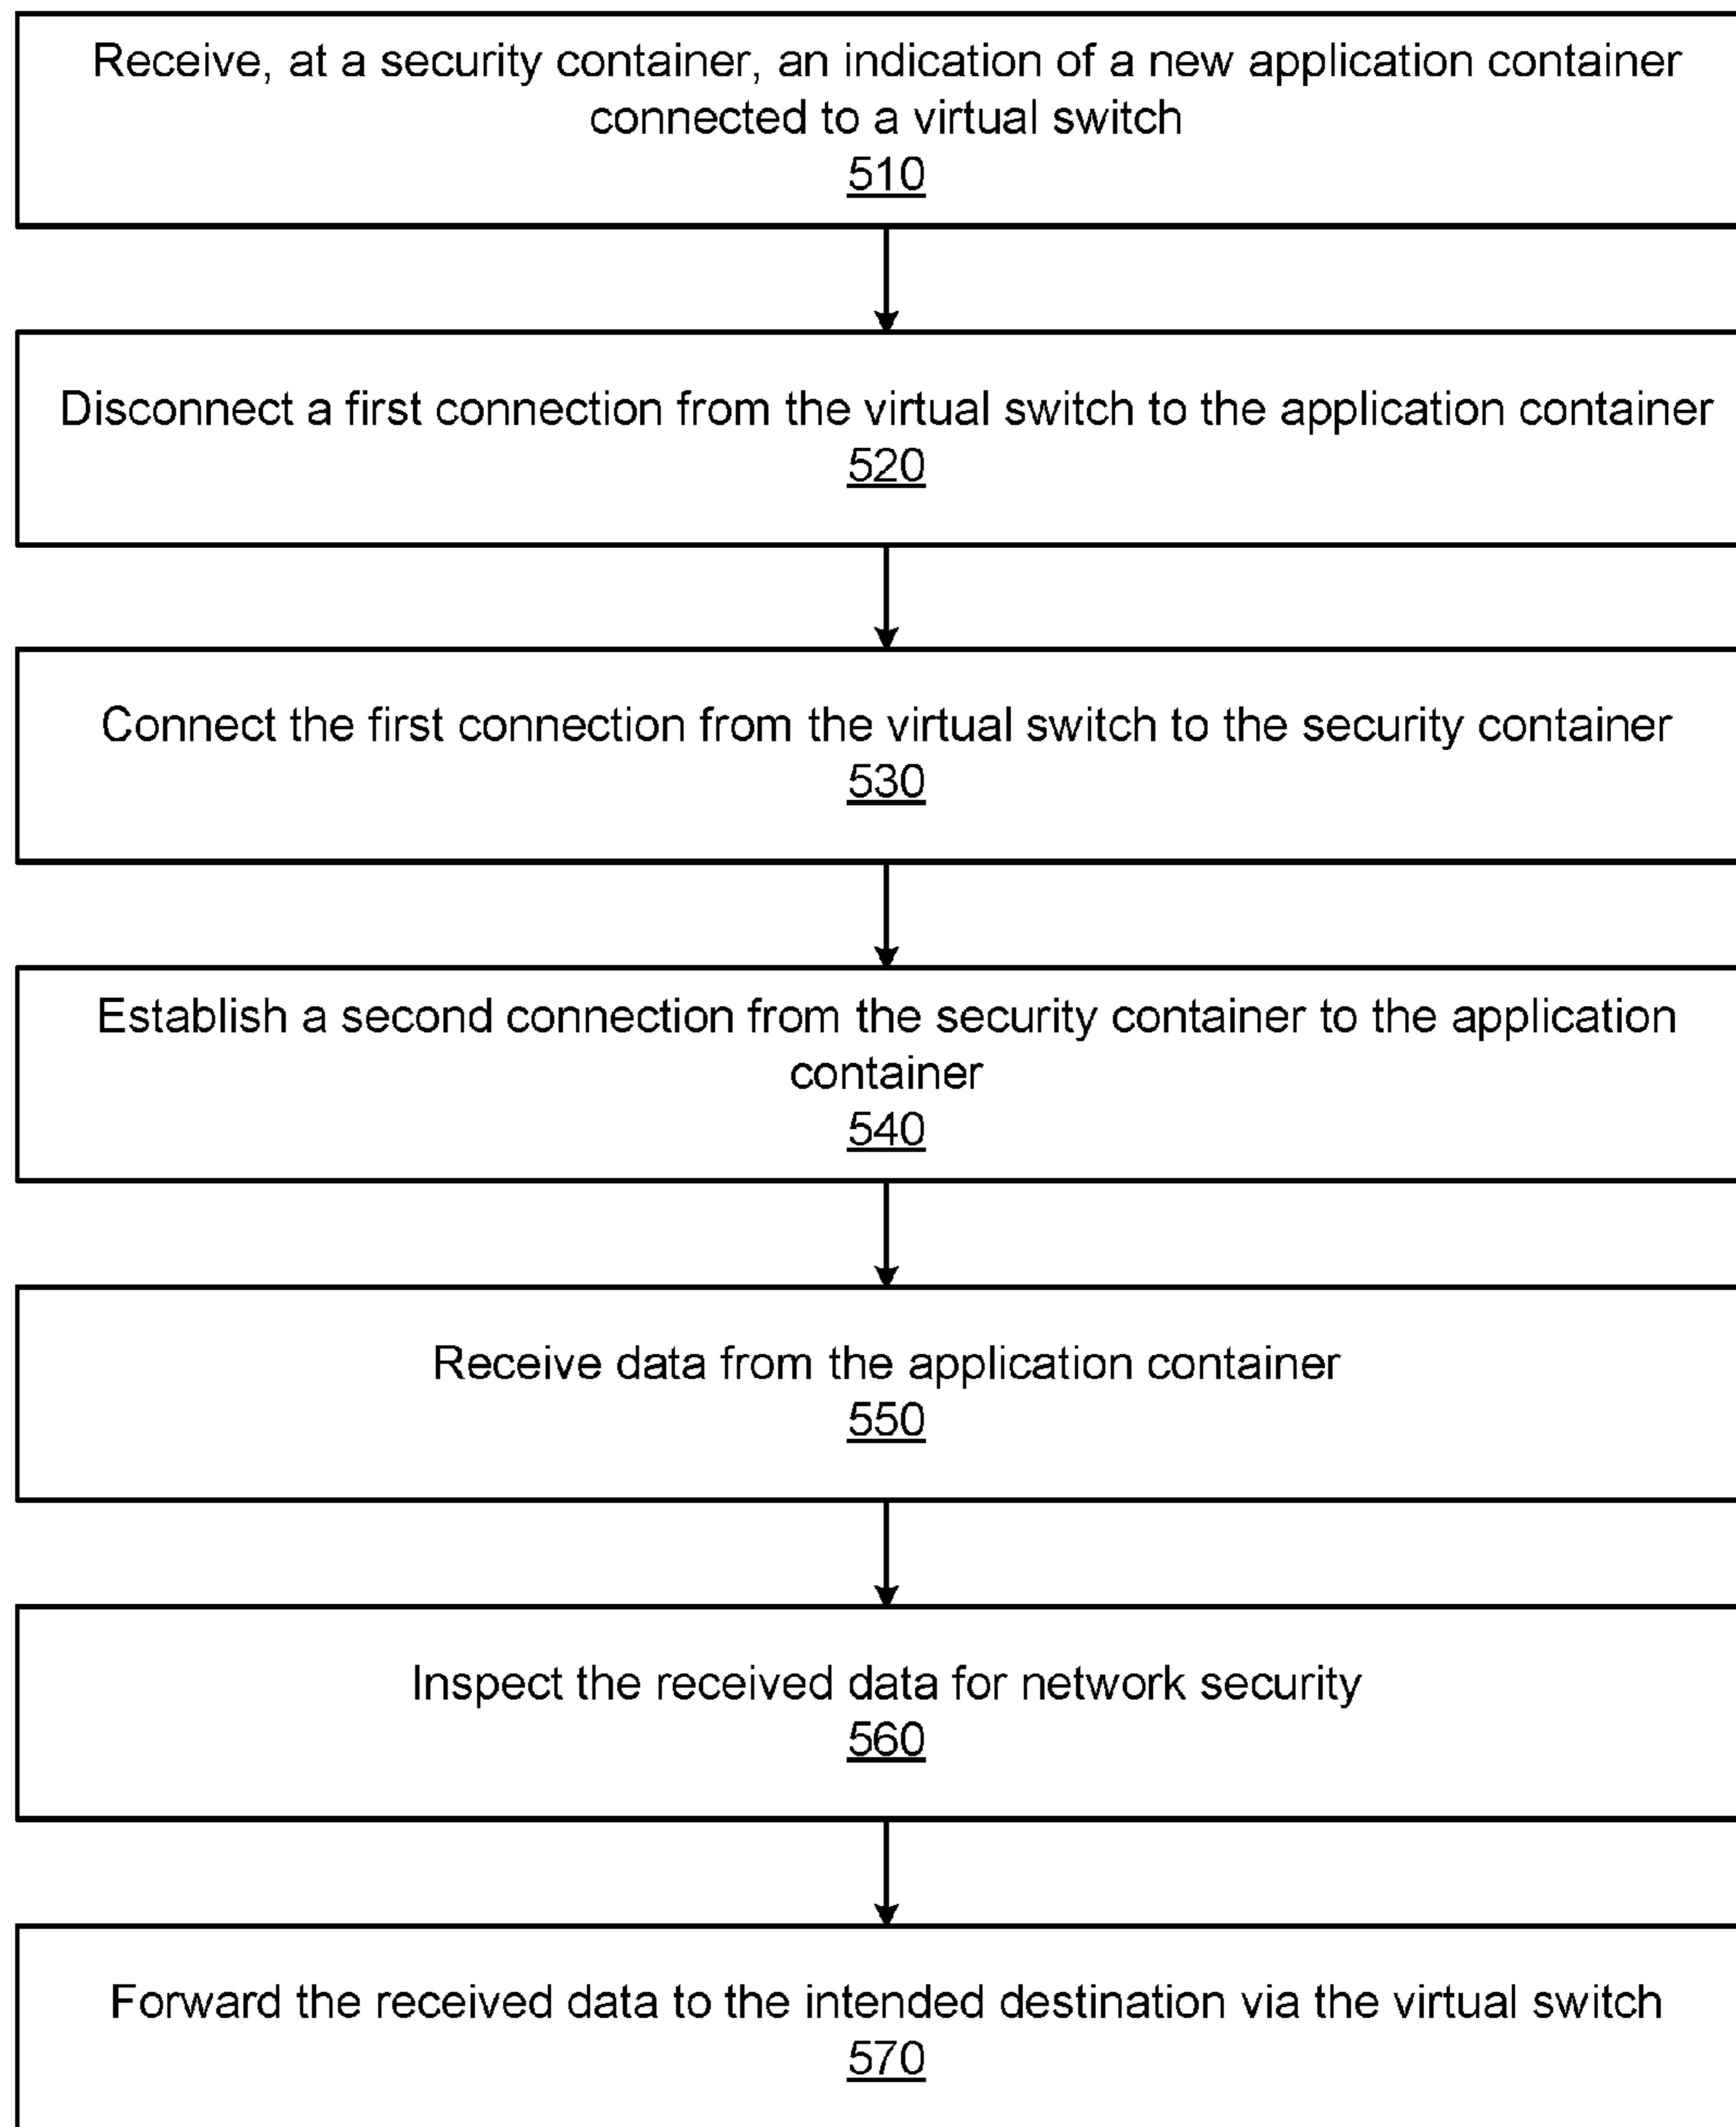 Receive, at a security container, an indication of a new application container
connected to a virtual switch
510
Disconnect a first connection from the virtual switch to the application container
520
Connect the first connection from the virtual switch to the security container
530
Establish a second connection from the security container to the application
container
540
Receive data from the application container
550
Inspect the received data for network security
560
Forward the received data to the intended destination via the virtual switch
570